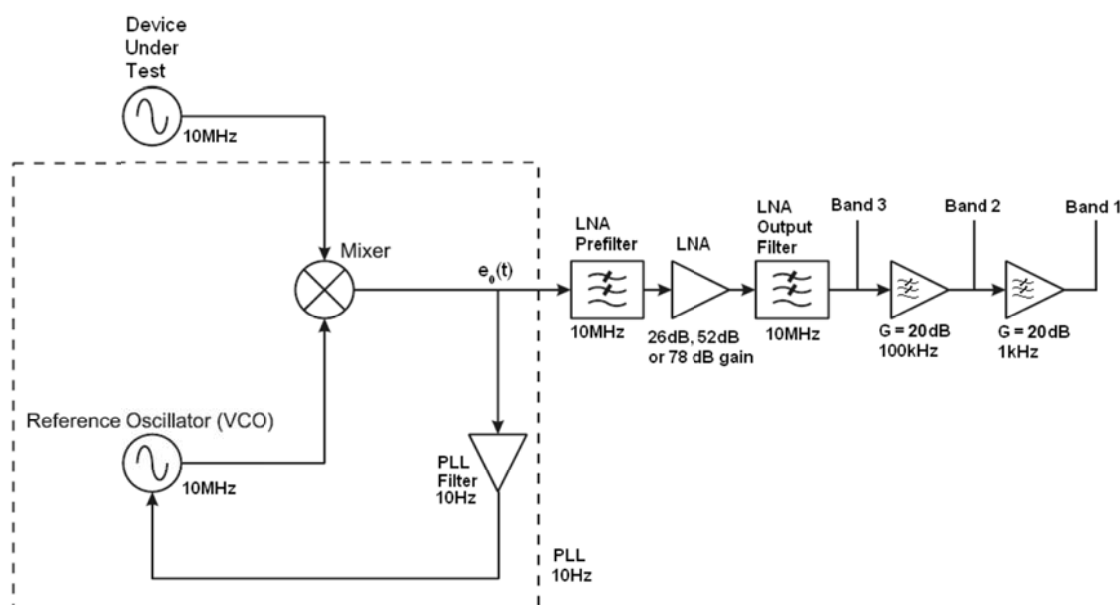 Device
Under
Test
10MHz
Mixer
e₀(t)
LNA
Prefilter
10MHz
LNA
26dB, 52dB
or 78 dB gain
LNA
Output
Filter
10MHz
Band 3
G = 20dB
100kHz
Band 2
G = 20dB
1kHz
Band 1
Reference Oscillator (VCO)
10MHz
PLL
Filter
10Hz
PLL
10Hz